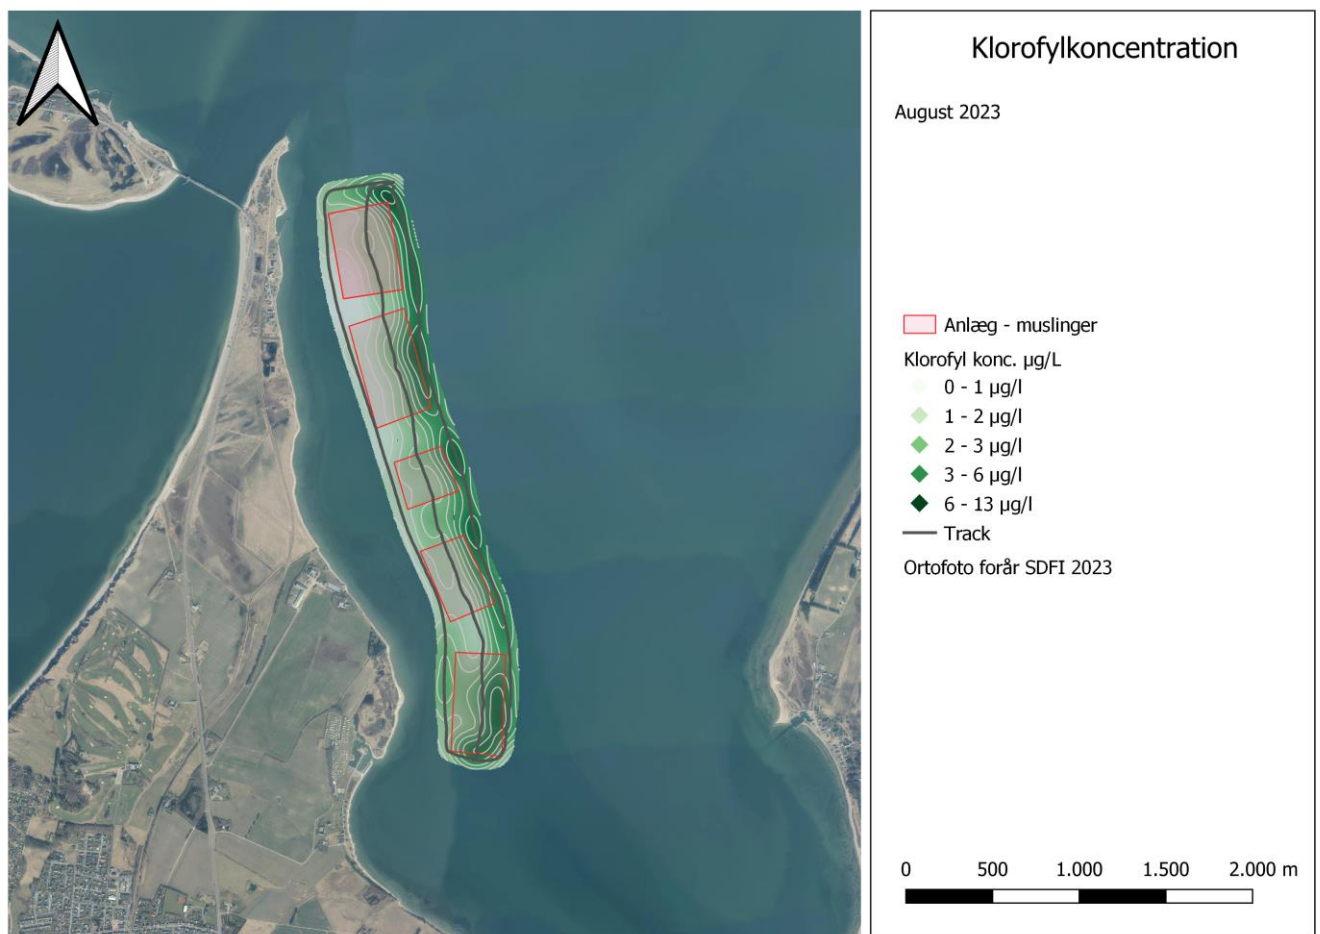 Klorofylkoncentration
August 2023
Anlæg - muslinger
Klorofyl konc. µg/L
0 - 1 µg/l
1 - 2 µg/l
2 - 3 µg/l
3 - 6 µg/l
6 - 13 µg/l
Track
Ortofoto forår SDFI 2023
0 500 1.000 1.500 2.000 m